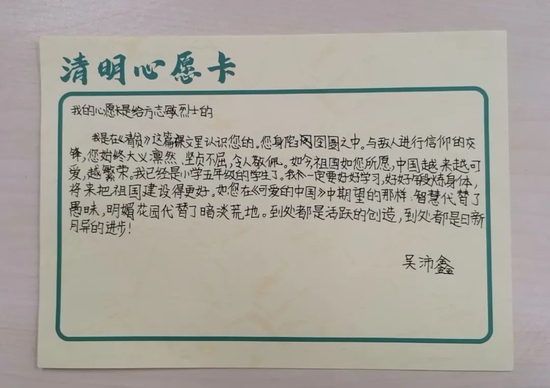 清明心愿卡
我的心愿卡是给方志敏烈士的
我是在《清贫》这篇课文里认识您的。您身陷囹圄之中。与敌人进行信仰的交
锋,您始终大义凛然、坚贞不屈,令人敬佩。如今祖国如您所愿,中国越来越可
爱,越繁荣。我已经是小学五年级的学生了。我一定要好好学习,好好锻炼身体,
将来把祖国建设得更好。如您在《可爱的中国》中期望的那样:智慧代替了
愚昧,明媚花园代替了暗淡荒地。到处都是活跃的创造,到处都是日新
月异的进步!
吴沛鑫